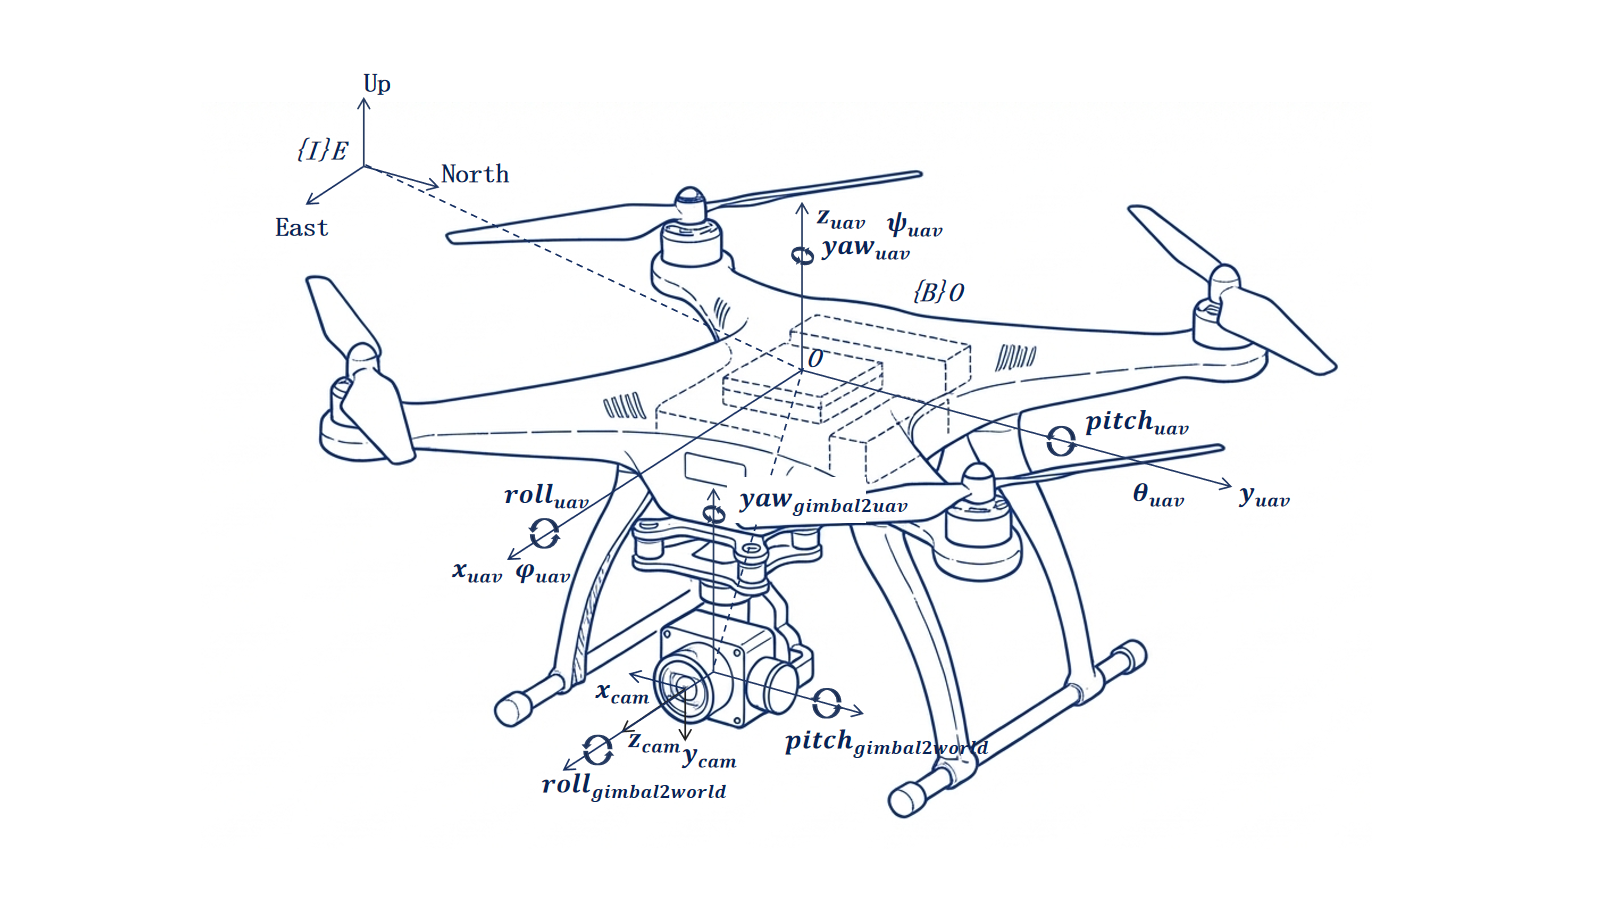 Up
{I}E
North
East
z_uav ψ_uav
yaw_uav
{B}O
O
pitch_uav
θ_uav y_uav
roll_uav
yaw_gimbal2uav
x_uav φ_uav
x_cam
z_cam
y_cam
pitch_gimbal2world
roll_gimbal2world